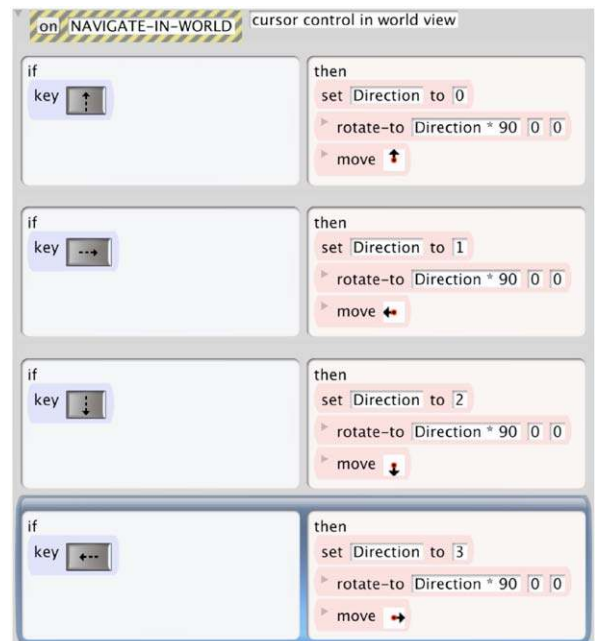 on NAVIGATE-IN-WORLD cursor control in world view
if
key
then
set Direction to 0
rotate-to Direction * 90 0 0
move
if
key
then
set Direction to 1
rotate-to Direction * 90 0 0
move
if
key
then
set Direction to 2
rotate-to Direction * 90 0 0
move
if
key
then
set Direction to 3
rotate-to Direction * 90 0 0
move